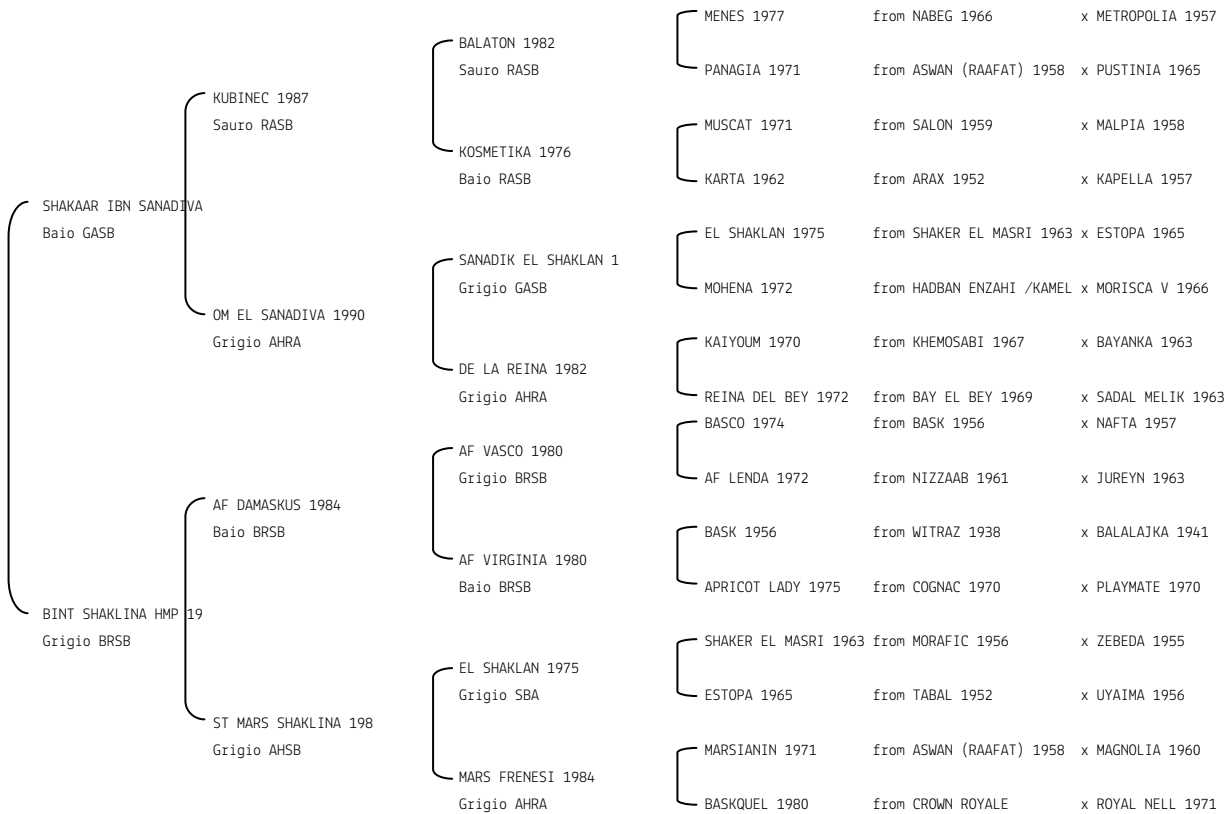 MENES 1977 from NABEG 1966 x METROPOLIA 1957
BALATON 1982
Sauro RASB PANAGIA 1971 from ASWAN (RAAFAT) 1958 x PUSTINIA 1965
KUBINEC 1987
Sauro RASB MUSCAT 1971 from SALON 1959 x MALPIA 1958
KOSMETIKA 1976
Baio RASB KARTA 1962 from ARAX 1952 x KAPELLA 1957
SHAKAAR IBN SANADIVA
Baio GASB EL SHAKLAN 1975 from SHAKER EL MASRI 1963 x ESTOPA 1965
SANADIK EL SHAKLAN 1
Grigio GASB MOHENA 1972 from HADBAN ENZAHI /KAMEL x MORISCA V 1966
OM EL SANADIVA 1990
Grigio AHRA KAIYOUM 1970 from KHEMOSABI 1967 x BAYANKA 1963
DE LA REINA 1982
Grigio AHRA REINA DEL BEY 1972 from BAY EL BEY 1969 x SADAL MELIK 1963
BASCO 1974 from BASK 1956 x NAFTA 1957
AF VASCO 1980
Grigio BRSB AF LENDA 1972 from NIZZAAB 1961 x JUREYN 1963
AF DAMASKUS 1984
Baio BRSB BASK 1956 from WITRAZ 1938 x BALALAJKA 1941
AF VIRGINIA 1980
Baio BRSB APRICOT LADY 1975 from COGNAC 1970 x PLAYMATE 1970
BINT SHAKLINA HMP 19
Grigio BRSB SHAKER EL MASRI 1963 from MORAFIC 1956 x ZEBEDA 1955
EL SHAKLAN 1975
Grigio SBA ESTOPA 1965 from TABAL 1952 x UYAIMA 1956
ST MARS SHAKLINA 198
Grigio AHSB MARSIANIN 1971 from ASWAN (RAAFAT) 1958 x MAGNOLIA 1960
MARS FRENESI 1984
Grigio AHRA BASKQUEL 1980 from CROWN ROYALE x ROYAL NELL 1971